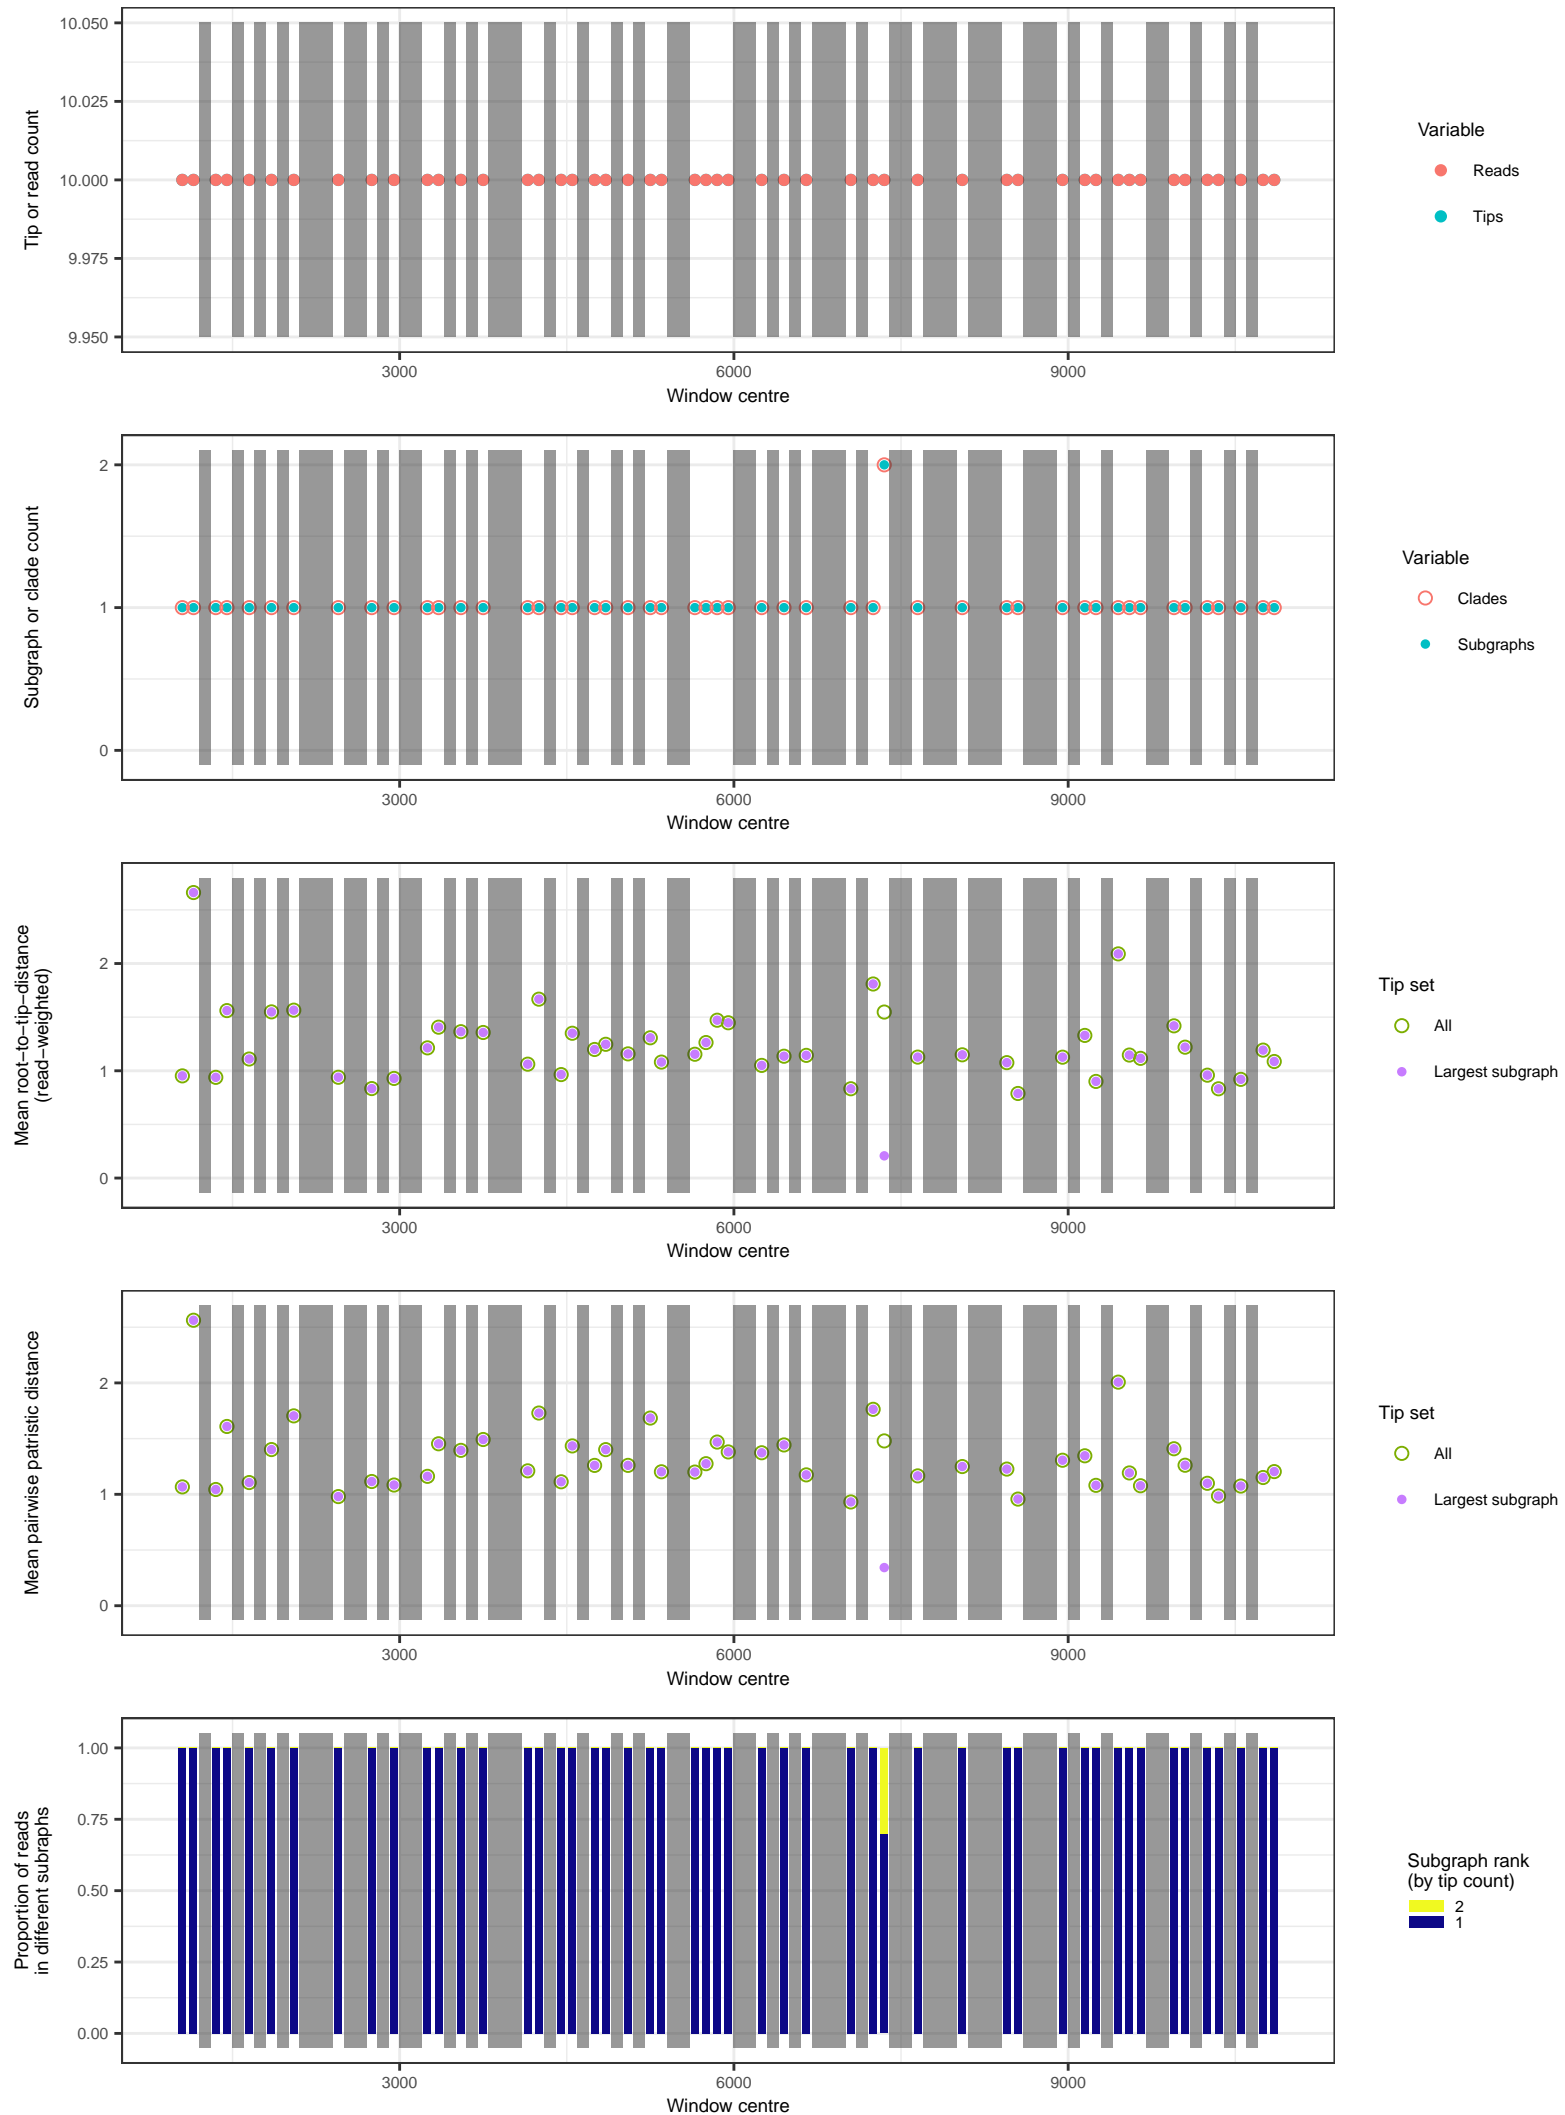 10.050
10.025
10.000
9.975
9.950
Tip or read count
3000
6000
9000
Window centre
Variable
Reads
Tips
2
1
0
Subgraph or clade count
3000
6000
9000
Window centre
Variable
Clades
Subgraphs
2
1
0
Mean root−to−tip−distance
(read−weighted)
3000
6000
9000
Window centre
Tip set
All
Largest subgraph
2
1
0
Mean pairwise patristic distance
3000
6000
9000
Window centre
Tip set
All
Largest subgraph
1.00
0.75
0.50
0.25
0.00
Proportion of reads
in different subraphs
3000
6000
9000
Window centre
Subgraph rank
(by tip count)
2
1